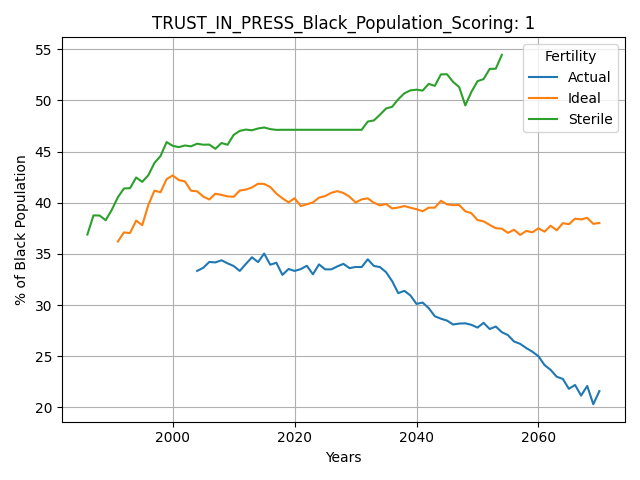 TRUST_IN_PRESS_Black_Population_Scoring: 1
Fertility
Actual
Ideal
Sterile
% of Black Population
55
50
45
40
35
30
25
20
2000
2020
2040
2060
Years